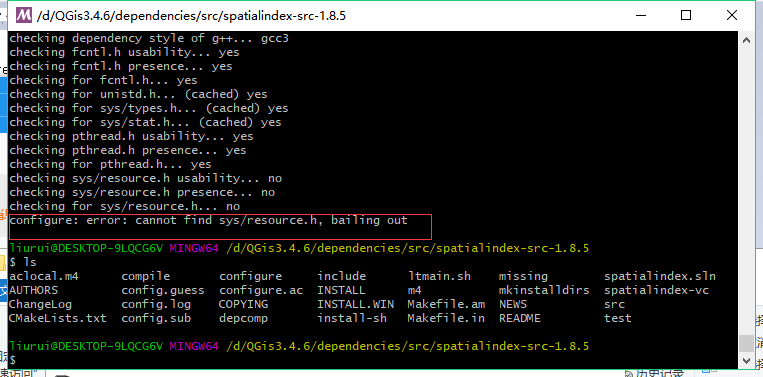 /d/QGis3.4.6/dependencies/src/spatialindex-src-1.8.5
checking dependency style of g++... gcc3
checking fcntl.h usability... yes
checking fcntl.h presence... yes
checking for fcntl.h... yes
checking for unistd.h... (cached) yes
checking for sys/types.h... (cached) yes
checking for sys/stat.h... (cached) yes
checking pthread.h usability... yes
checking pthread.h presence... yes
checking for pthread.h... yes
checking sys/resource.h usability... no
checking sys/resource.h presence... no
checking for sys/resource.h... no
configure: error: cannot find sys/resource.h, bailing out
liurui@DESKTOP-9LQCG6V MINGW64 /d/QGis3.4.6/dependencies/src/spatialindex-src-1.8.5
$ ls
aclocal.m4 compile configure include ltmain.sh missing spatialindex.sln
AUTHORS config.guess configure.ac INSTALL m4 mkinstalldirs spatialindex-vc
ChangeLog config.log COPYING INSTALL.WIN Makefile.am NEWS src
CMakeLists.txt config.sub depcomp install-sh Makefile.in README test
liurui@DESKTOP-9LQCG6V MINGW64 /d/QGis3.4.6/dependencies/src/spatialindex-src-1.8.5
$
速访问"
历史记录